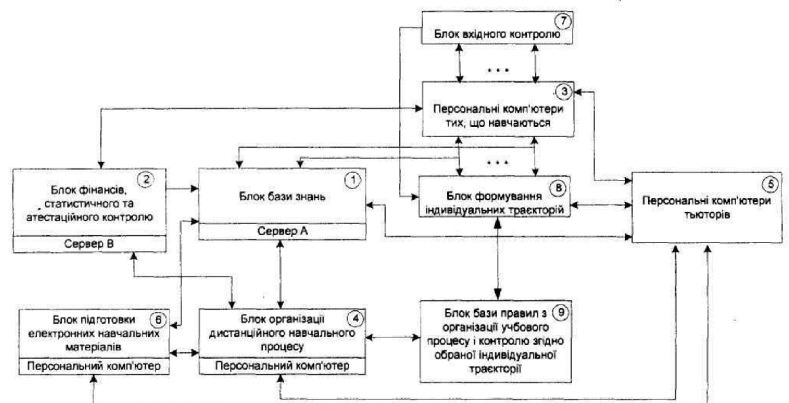 7
Блок вхідного контролю
• • •
3
Персональні комп'ютери
тих, що навчаються
• • •
2
Блок фінансів,
статистичного та
атестаційного контролю
Сервер В
1
Блок бази знань
Сервер А
8
Блок формування
індивідуальних траєкторій
5
Персональні комп'ютери
тьюторів
6
Блок підготовки
електронних навчальних
матеріалів
Персональний комп'ютер
4
Блок організації
дистанційного навчального
процесу
Персональний комп'ютер
9
Блок бази правил з
організації учбового
процесу і контролю згідно
обраної індивідуальної
траєкторії